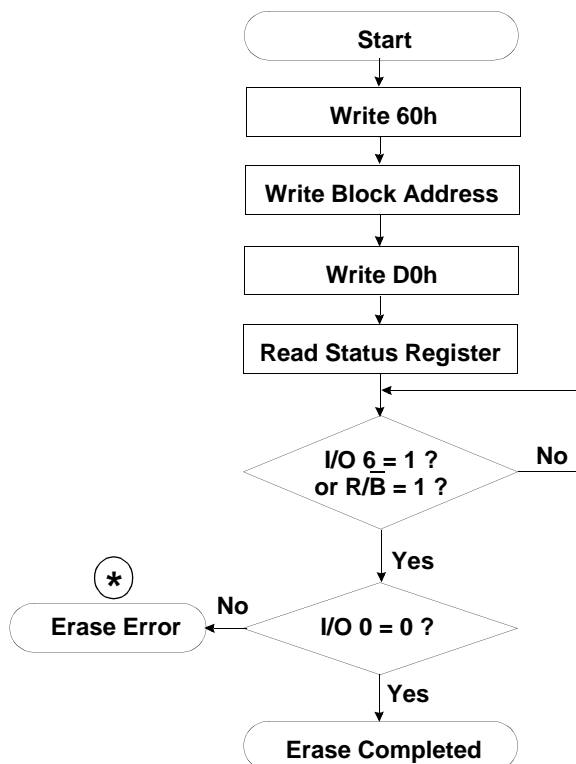 Start
Write 60h
Write Block Address
Write D0h
Read Status Register
I/O 6 = 1 ?
or R/B̅ = 1 ?
No
Yes
*
No
Erase Error
I/O 0 = 0 ?
Yes
Erase Completed